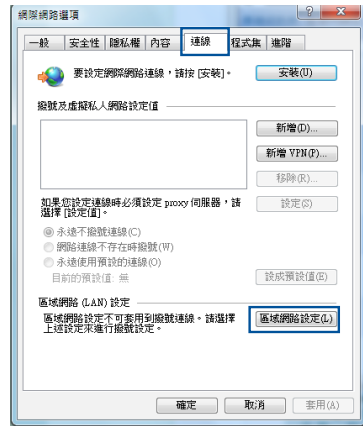 網際網路選項
一般 安全性 隱私權 內容 連線 程式集 進階
要設定網際網路連線，請按 [安裝]。 安裝(U)
撥號及虛擬私人網路設定值
新增(D)...
新增 VPN(P)...
移除(R)...
如果您設定連線時必須設定 proxy 伺服器，請
選擇 [設定值]。
設定(S)
永遠不撥號連線(C)
網路連線不存在時撥號(W)
永遠使用預設的連線(O)
目前的預設值: 無 設成預設值(E)
區域網路 (LAN) 設定
區域網路設定不可套用到撥號連線。請選擇
上述設定來進行撥號設定。
區域網路設定(L)
確定 取消 套用(A)